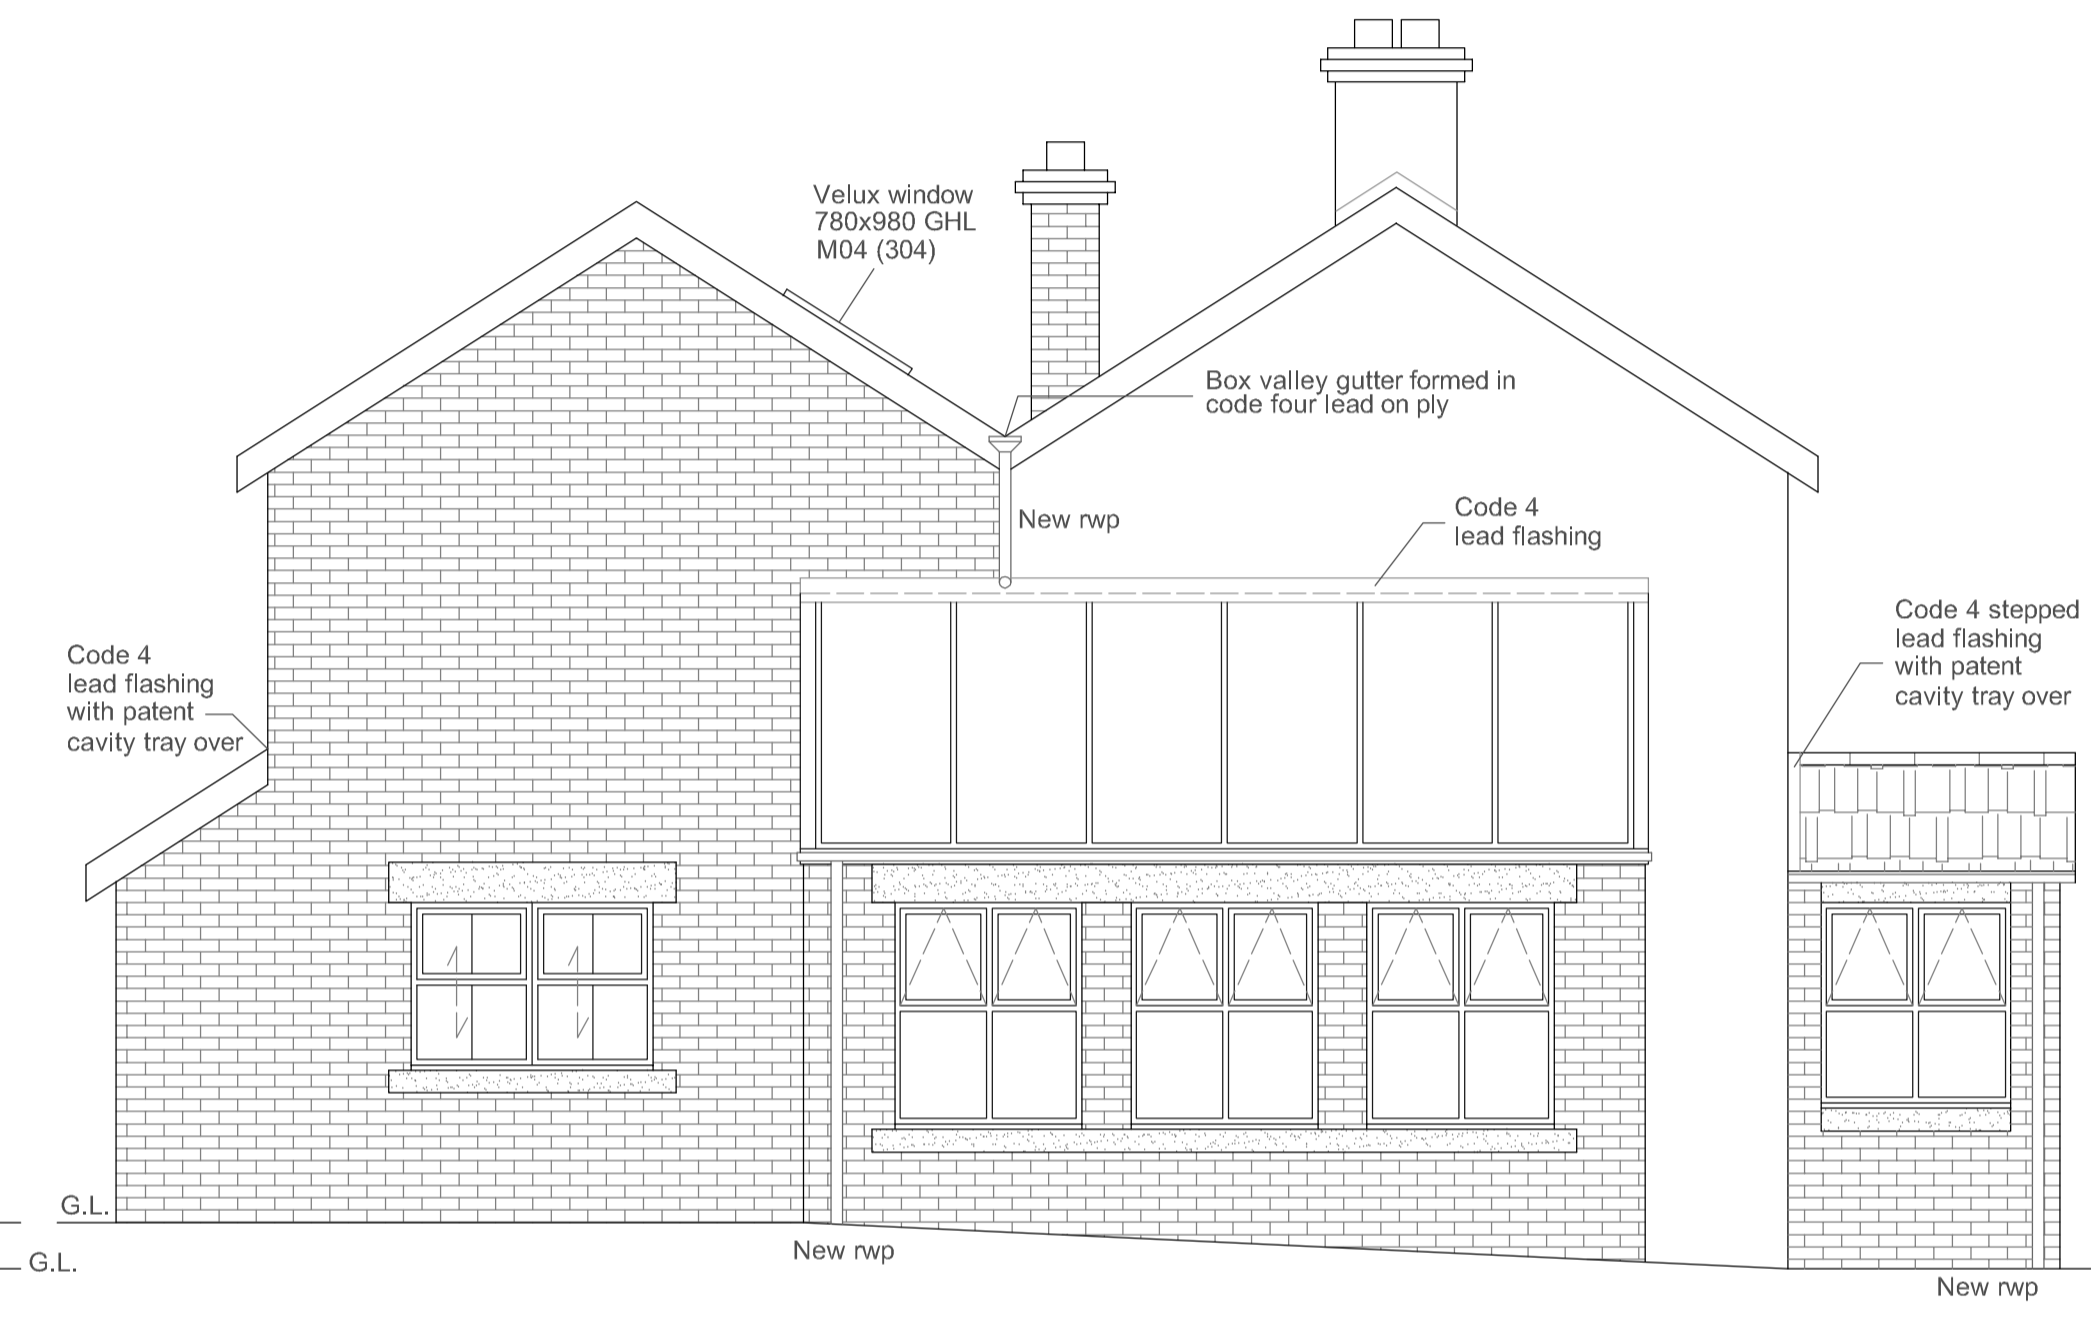 Velux window
780x980 GHL
M04 (304)
Box valley gutter formed in
code four lead on ply
New rwp
Code 4
lead flashing
Code 4 stepped
lead flashing
with patent
cavity tray over
Code 4
lead flashing
with patent
cavity tray over
G.L.
G.L.
New rwp
New rwp